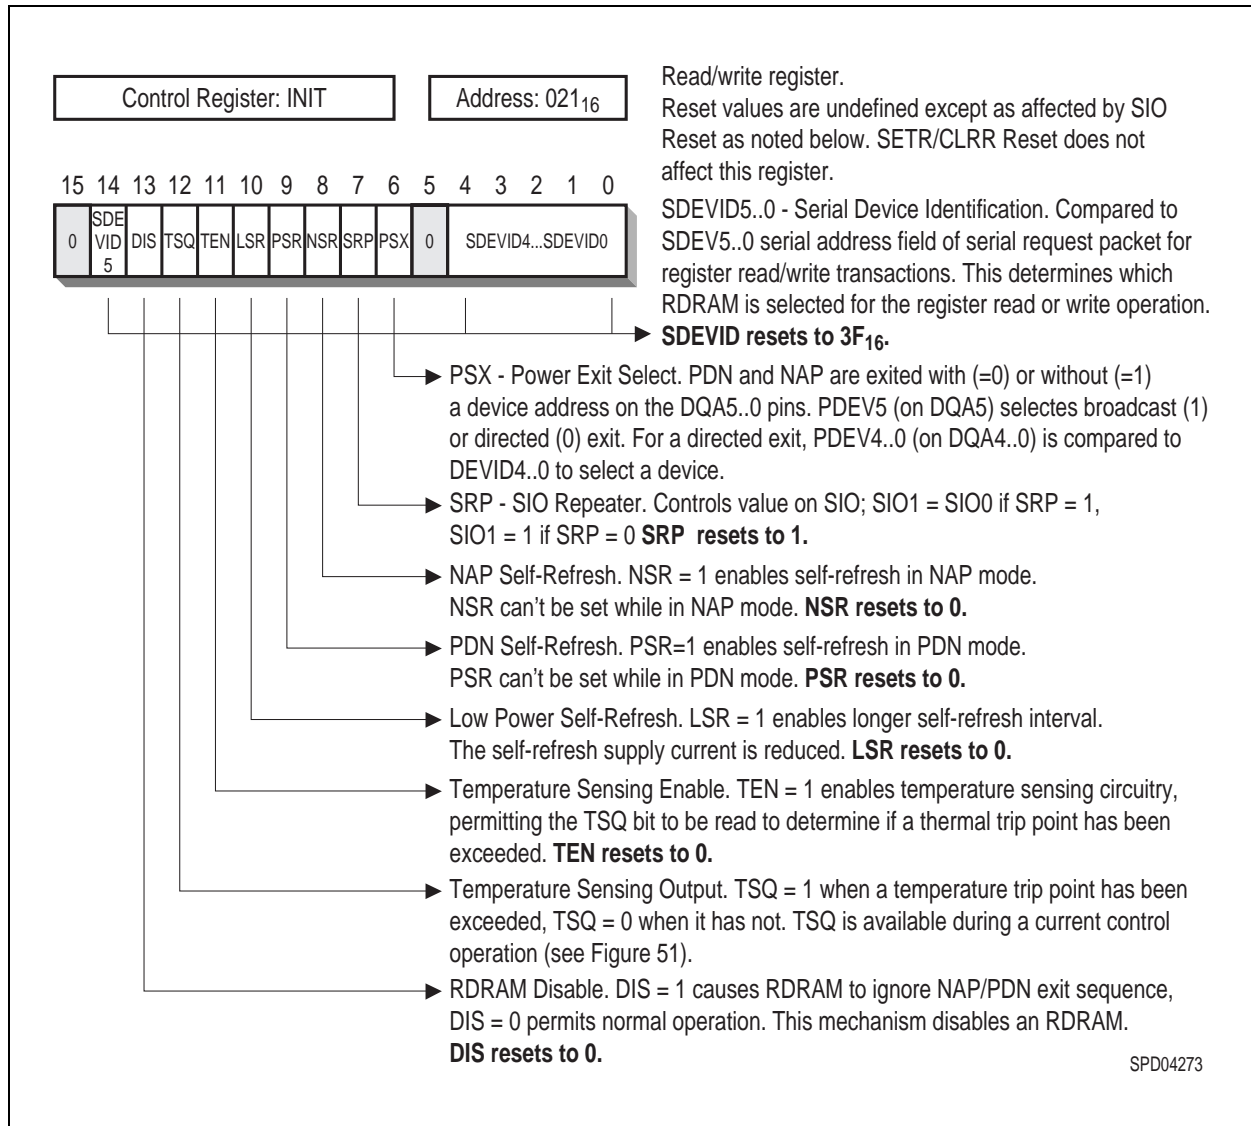 Control Register: INIT
Address: 021₁₆
Read/write register.
Reset values are undefined except as affected by SIO
Reset as noted below. SETR/CLRR Reset does not
affect this register.
15 14 13 12 11 10 9 8 7 6 5 4 3 2 1 0
0 SDE VID 5 DIS TSQ TEN LSR PSR NSR SRP PSX 0 SDEVID4...SDEVID0
SDEVID5..0 - Serial Device Identification. Compared to
SDEV5..0 serial address field of serial request packet for
register read/write transactions. This determines which
RDRAM is selected for the register read or write operation.
SDEVID resets to 3F₁₆.
PSX - Power Exit Select. PDN and NAP are exited with (=0) or without (=1)
a device address on the DQA5..0 pins. PDEV5 (on DQA5) selectes broadcast (1)
or directed (0) exit. For a directed exit, PDEV4..0 (on DQA4..0) is compared to
DEVID4..0 to select a device.
SRP - SIO Repeater. Controls value on SIO; SIO1 = SIO0 if SRP = 1,
SIO1 = 1 if SRP = 0 SRP resets to 1.
NAP Self-Refresh. NSR = 1 enables self-refresh in NAP mode.
NSR can't be set while in NAP mode. NSR resets to 0.
PDN Self-Refresh. PSR=1 enables self-refresh in PDN mode.
PSR can't be set while in PDN mode. PSR resets to 0.
Low Power Self-Refresh. LSR = 1 enables longer self-refresh interval.
The self-refresh supply current is reduced. LSR resets to 0.
Temperature Sensing Enable. TEN = 1 enables temperature sensing circuitry,
permitting the TSQ bit to be read to determine if a thermal trip point has been
exceeded. TEN resets to 0.
Temperature Sensing Output. TSQ = 1 when a temperature trip point has been
exceeded, TSQ = 0 when it has not. TSQ is available during a current control
operation (see Figure 51).
RDRAM Disable. DIS = 1 causes RDRAM to ignore NAP/PDN exit sequence,
DIS = 0 permits normal operation. This mechanism disables an RDRAM.
DIS resets to 0.
SPD04273